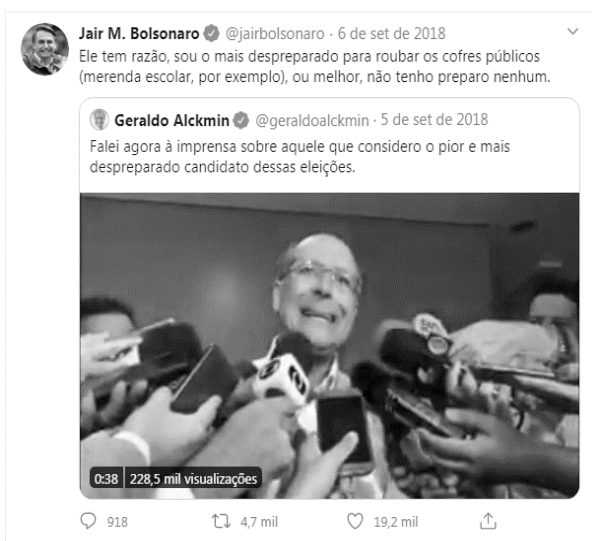 Jair M. Bolsonaro @jairbolsonaro · 6 de set de 2018
Ele tem razão, sou o mais despreparado para roubar os cofres públicos
(merenda escolar, por exemplo), ou melhor, não tenho preparo nenhum.
Geraldo Alckmin @geraldoalckmin · 5 de set de 2018
Falei agora à imprensa sobre aquele que considero o pior e mais
despreparado candidato dessas eleições.
0:38 228,5 mil visualizações
918 4,7 mil 19,2 mil